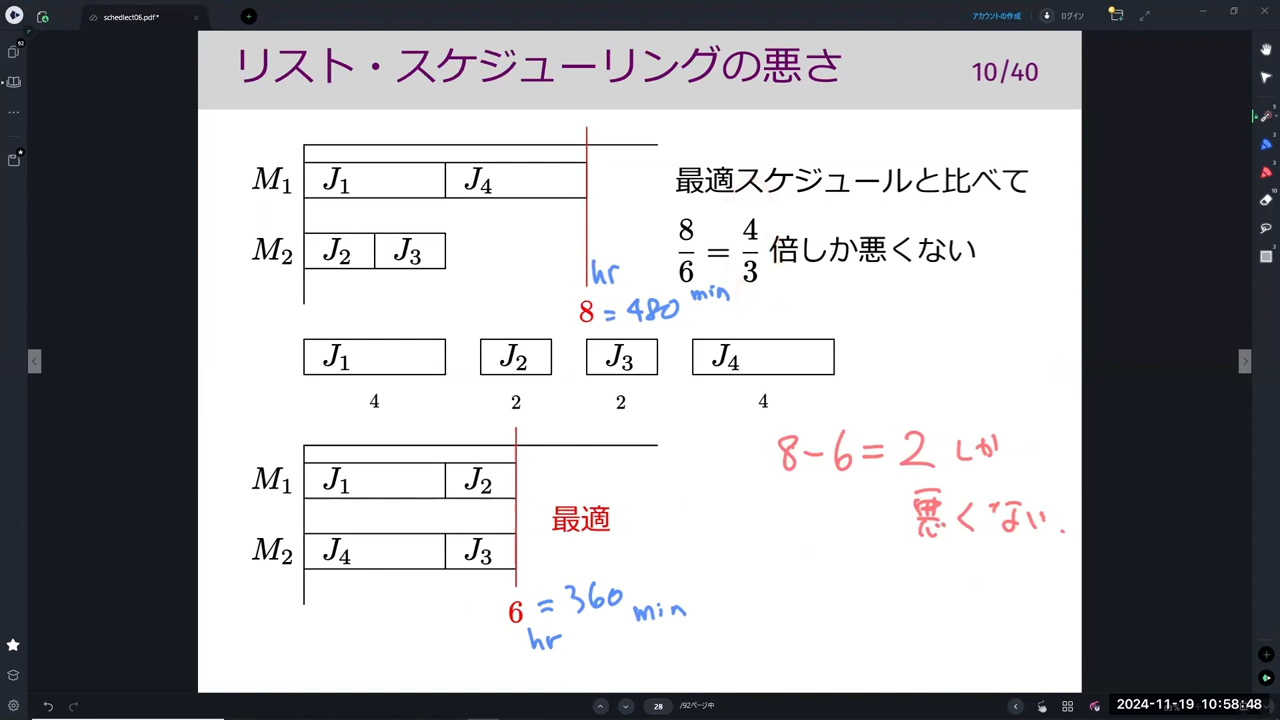 schedlect06.pdf*
アカウントの作成
ログイン
92
リスト・スケジューリングの悪さ
10/40
M1 J1 J4
最適スケジュールと比べて
M2 J2 J3
8/6 = 4/3 倍しか悪くない
hr
8 = 480 min
J1 J2 J3 J4
4 2 2 4
M1 J1 J2
8-6=2 しか
悪くない.
最適
M2 J4 J3
6 = 360 min
hr
28 /92ページ中
2024-11-19 10:58:48